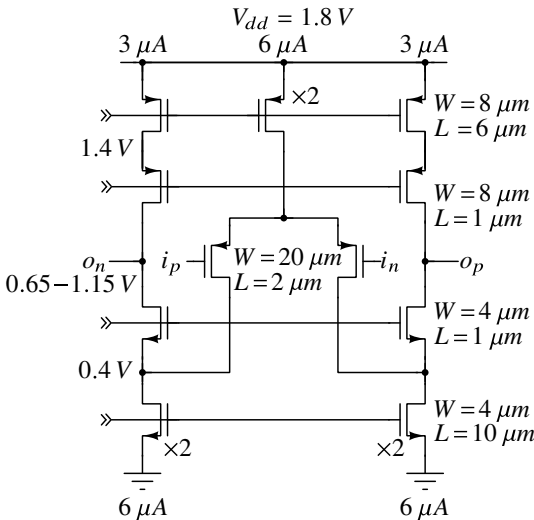 V_dd = 1.8 V
3 μA 6 μA 3 μA
×2
W = 8 μm
L = 6 μm
1.4 V
W = 8 μm
L = 1 μm
o_n i_p W = 20 μm i_n o_p
L = 2 μm
0.65−1.15 V
W = 4 μm
L = 1 μm
0.4 V
W = 4 μm
L = 10 μm
×2 ×2
6 μA 6 μA